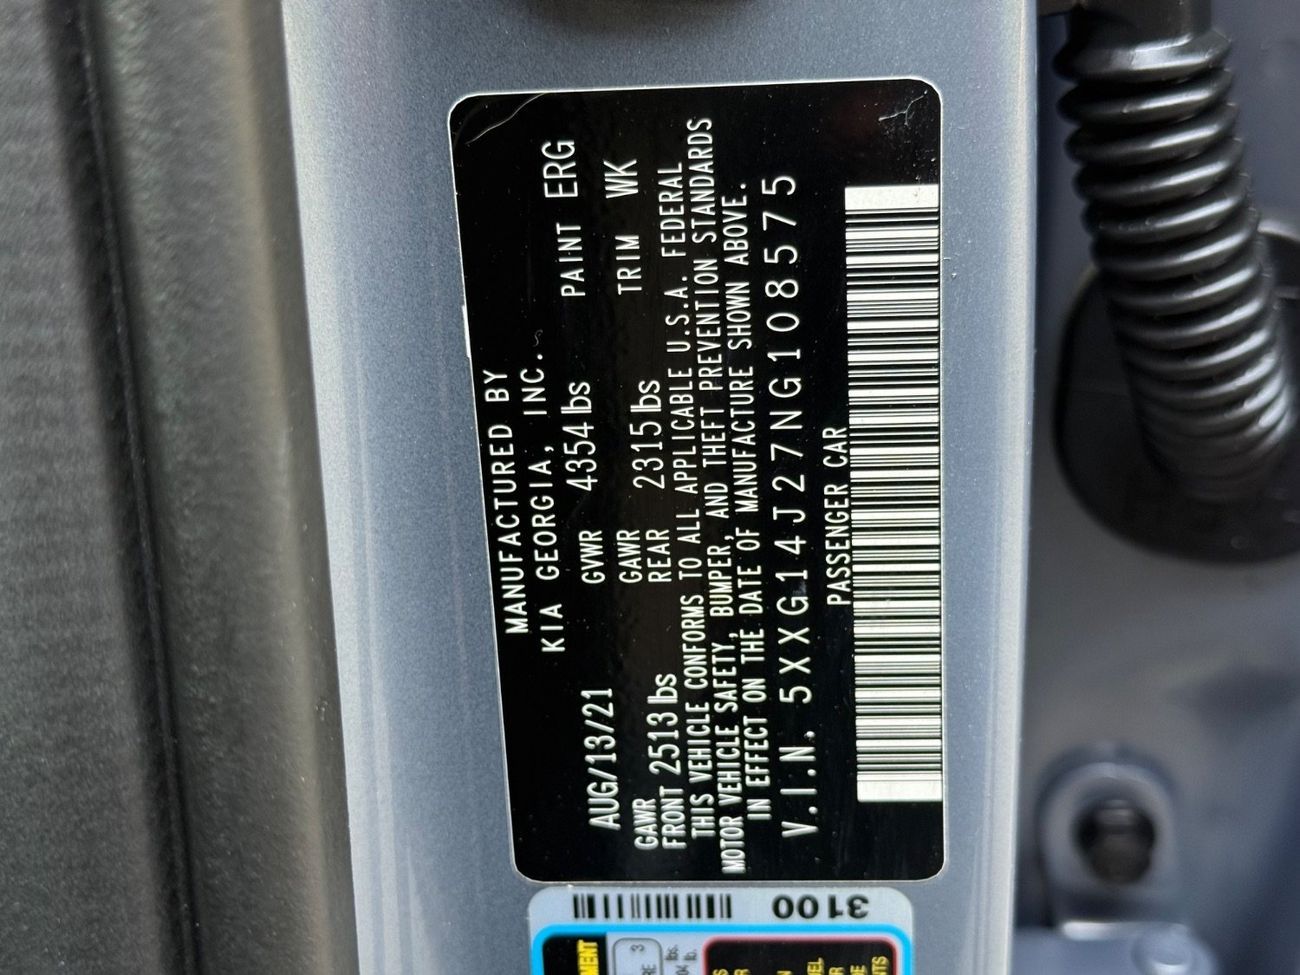 MANUFACTURED BY
KIA GEORGIA, INC.
AUG/13/21 GVWR 4354 lbs PAINT ERG
GAWR FRONT 2513 lbs GAWR REAR 2315 lbs TRIM WK
THIS VEHICLE CONFORMS TO ALL APPLICABLE U.S.A. FEDERAL
MOTOR VEHICLE SAFETY, BUMPER, AND THEFT PREVENTION STANDARDS
IN EFFECT ON THE DATE OF MANUFACTURE SHOWN ABOVE.
V.I.N. 5XXG14J27NG108575
PASSENGER CAR
3100